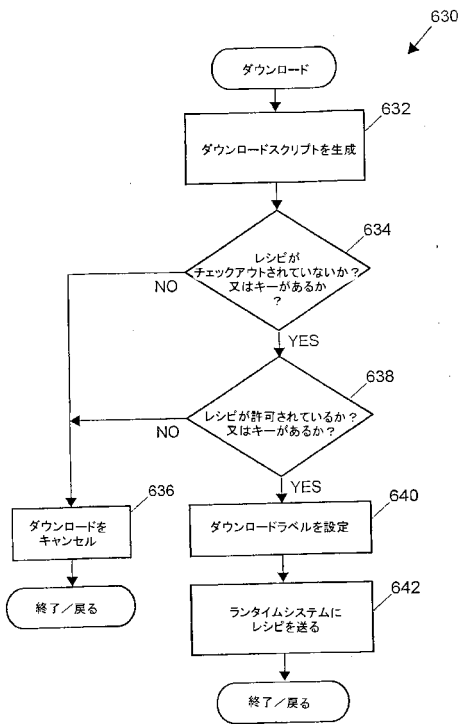 630
ダウンロード
632
ダウンロードスクリプトを生成
634
レシピが
チェックアウトされていないか?
又はキーがあるか
?
NO
YES
638
レシピが許可されているか?
又はキーがあるか?
NO
YES
636
ダウンロードを
キャンセル
640
ダウンロードラベルを設定
終了/戻る
642
ランタイムシステムに
レシピを送る
終了/戻る